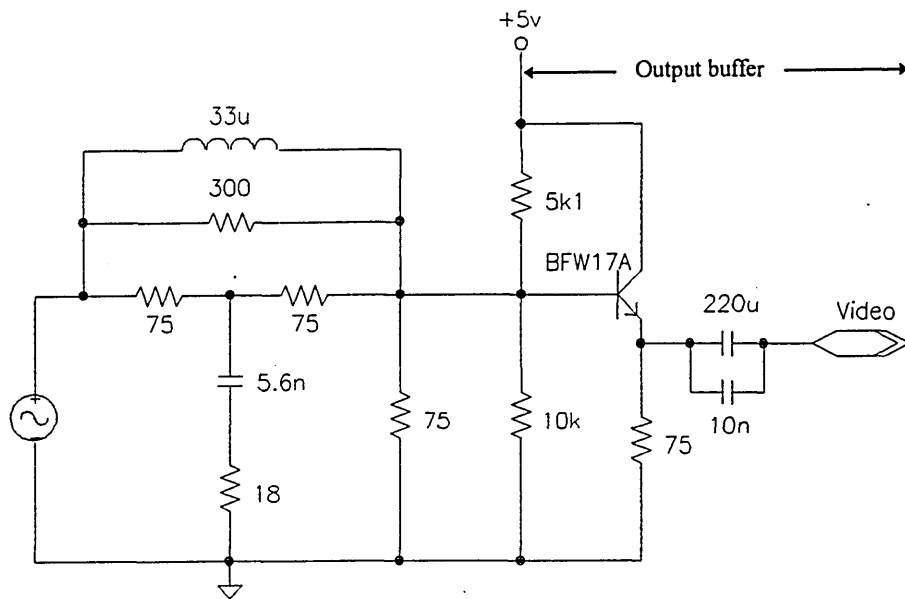 +5v
Output buffer
33u
300
5k1
BFW17A
75
75
220u
Video
5.6n
75
10k
10n
75
18